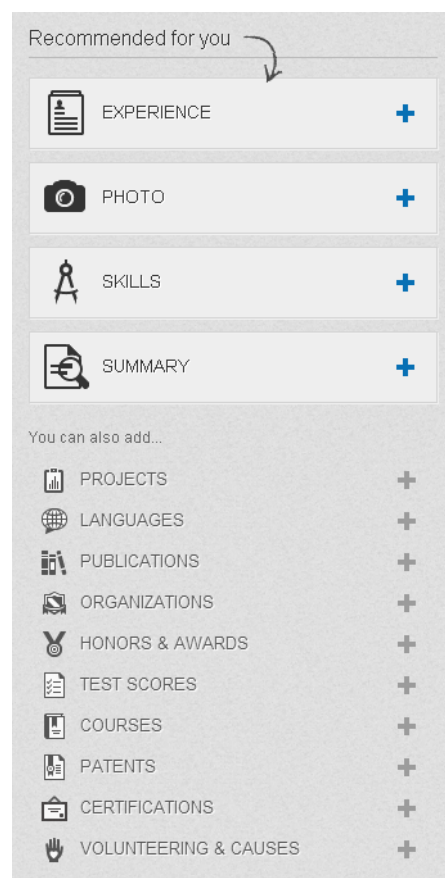 Recommended for you
EXPERIENCE
PHOTO
SKILLS
SUMMARY
You can also add...
PROJECTS
LANGUAGES
PUBLICATIONS
ORGANIZATIONS
HONORS & AWARDS
TEST SCORES
COURSES
PATENTS
CERTIFICATIONS
VOLUNTEERING & CAUSES